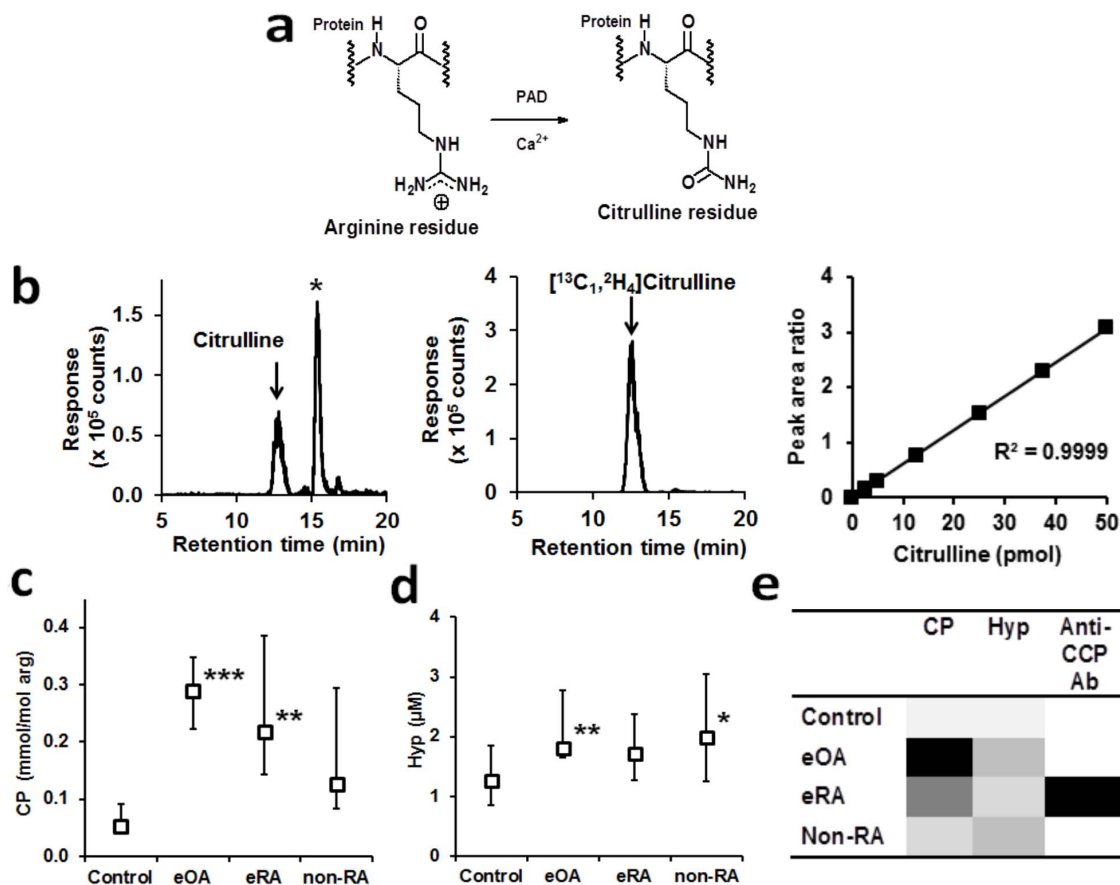 a
Protein H O
N
PAD
Ca²⁺
NH
H₂N NH₂
⊕
Arginine residue
Protein H O
N
NH
O NH₂
Citrulline residue
b
Response
(x 10⁵ counts)
1.5
1.0
0.5
0.0
Citrulline
*
5 10 15 20
Retention time (min)
Response
(x 10⁵ counts)
4
3
2
1
0
[¹³C₁,²H₄]Citrulline
5 10 15 20
Retention time (min)
Peak area ratio
4
3
2
1
0
R² = 0.9999
0 10 20 30 40 50
Citrulline (pmol)
c
CP (mmol/mol arg)
0.4
0.3
0.2
0.1
0.0
***
**
Control eOA eRA non-RA
d
Hyp (µM)
4
3
2
1
0
**
*
Control eOA eRA non-RA
e
CP Hyp Anti-
CCP
Ab
Control
eOA
eRA
Non-RA